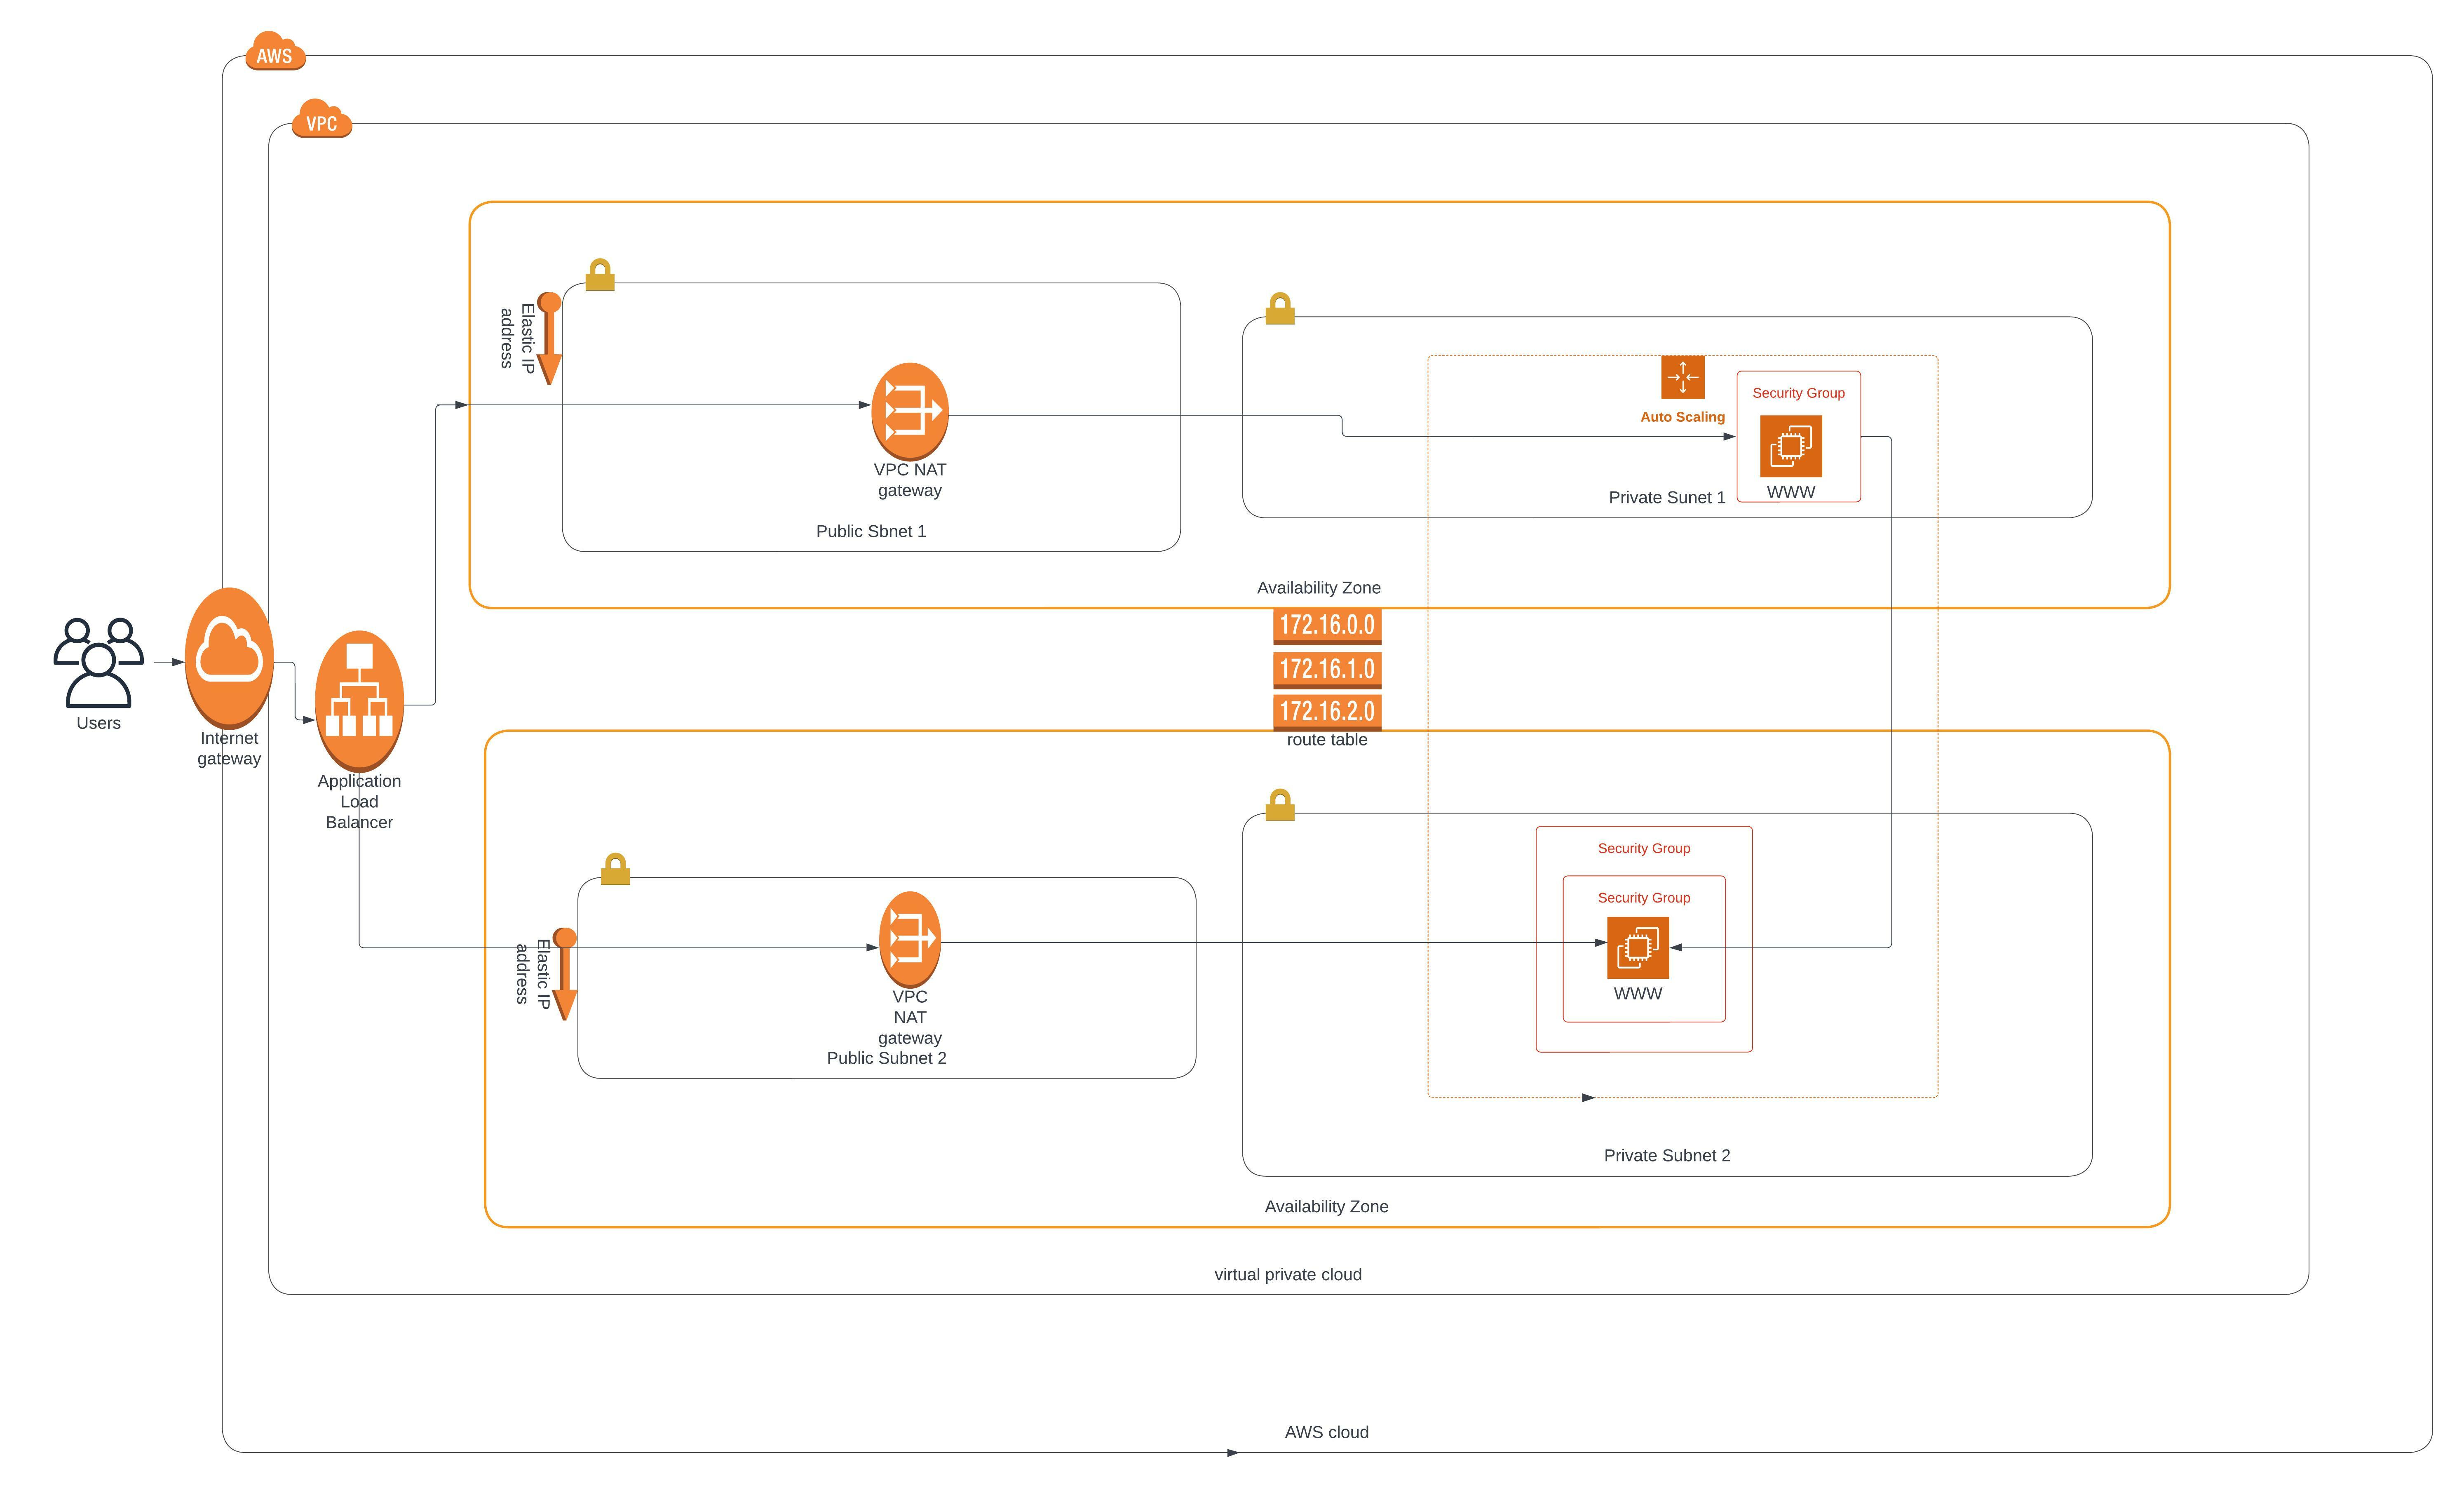 AWS
VPC
Elastic IP
address
VPC NAT
gateway
Public Sbnet 1
Auto Scaling
Security Group
WWW
Private Sunet 1
Availability Zone
172.16.0.0
172.16.1.0
172.16.2.0
route table
Users
Internet
gateway
Application
Load
Balancer
Elastic IP
address
VPC
NAT
gateway
Public Subnet 2
Security Group
Security Group
WWW
Private Subnet 2
Availability Zone
virtual private cloud
AWS cloud